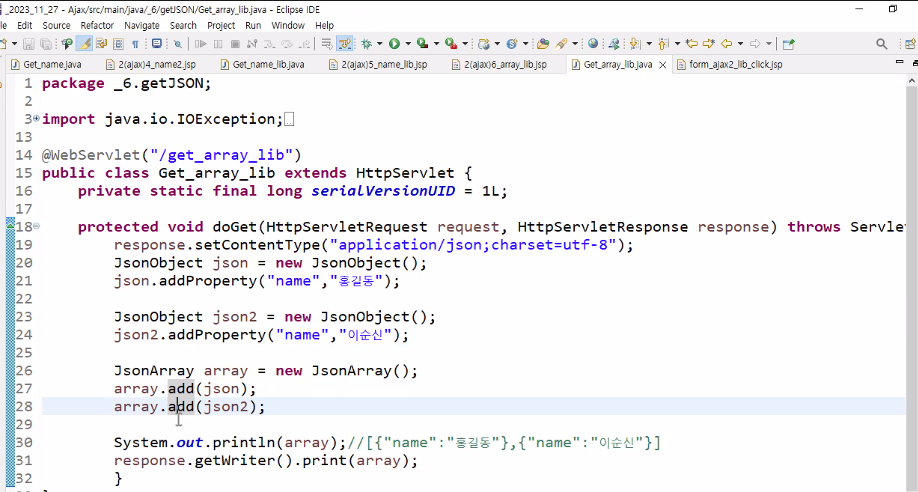 _2023_11_27 - Ajax/src/main/java/_6/getJSON/Get_array_lib.java - Eclipse IDE
File Edit Source Refactor Navigate Search Project Run Window Help
Get_name.java 2(ajax)4_name2.jsp Get_name_lib.java 2(ajax)5_name_lib.jsp 2(ajax)6_array_lib.jsp Get_array_lib.java form_ajax2_lib_click.jsp
1 package _6.getJSON;
2
3 import java.io.IOException;
13
14 @WebServlet("/get_array_lib")
15 public class Get_array_lib extends HttpServlet {
16 private static final long serialVersionUID = 1L;
17
18 protected void doGet(HttpServletRequest request, HttpServletResponse response) throws Servlet
19 response.setContentType("application/json;charset=utf-8");
20 JsonObject json = new JsonObject();
21 json.addProperty("name","홍길동");
22
23 JsonObject json2 = new JsonObject();
24 json2.addProperty("name","이순신");
25
26 JsonArray array = new JsonArray();
27 array.add(json);
28 array.add(json2);
29
30 System.out.println(array);//[{"name":"홍길동"},{"name":"이순신"}]
31 response.getWriter().print(array);
32 }